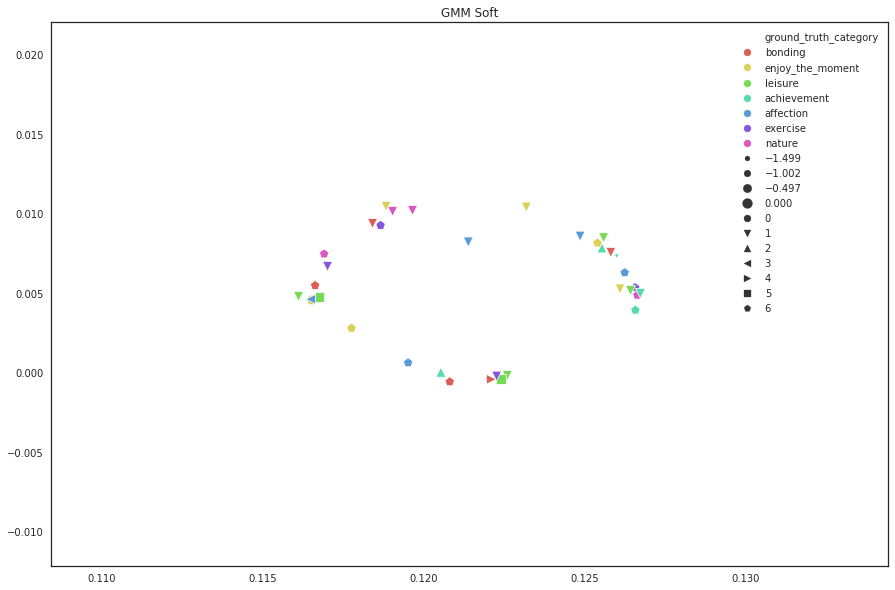 GMM Soft
ground_truth_category
bonding
enjoy_the_moment
leisure
achievement
affection
exercise
nature
−1.499
−1.002
−0.497
0.000
0
1
2
3
4
5
6
0.020
0.015
0.010
0.005
0.000
−0.005
−0.010
0.110
0.115
0.120
0.125
0.130